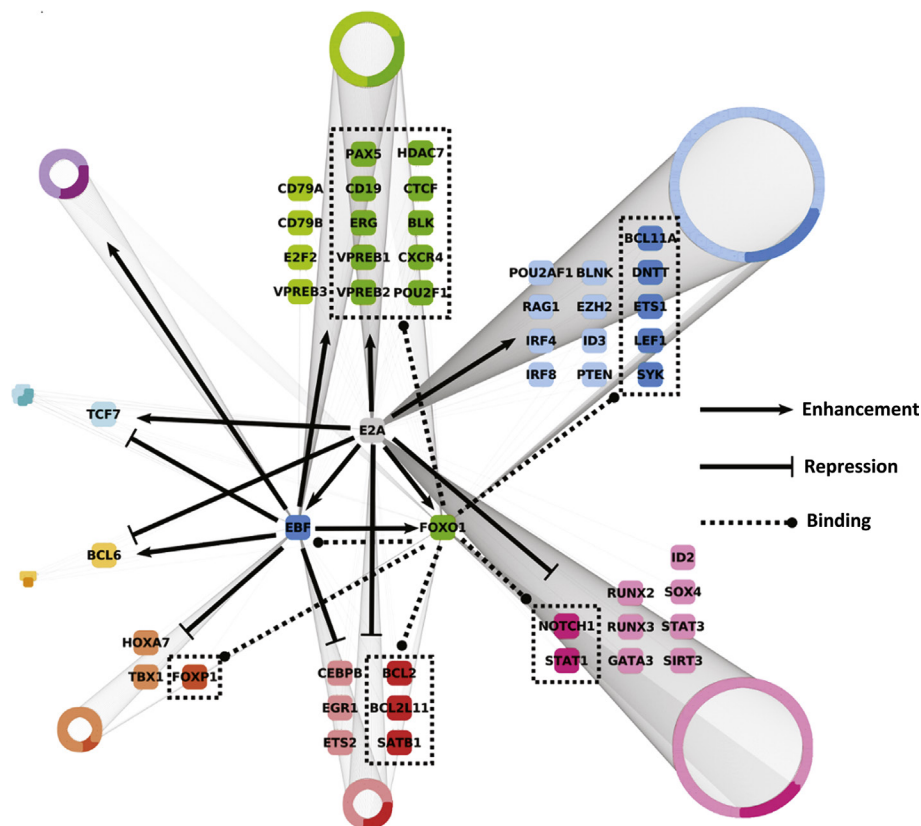 PAX5 HDAC7
CD79A CD19 CTCF
CD79B ERG BLK
E2F2 VPREB1 CXCR4
VPREB3 VPREB2 POU2F1
BCL11A
POU2AF1 BLNK DNTT
RAG1 EZH2 ETS1
IRF4 ID3 LEF1
IRF8 PTEN SYK
TCF7
E2A
Enhancement
Repression
Binding
EBF
FOXO1
BCL6
ID2
RUNX2 SOX4
NOTCH1 RUNX3 STAT3
STAT1 GATA3 SIRT3
HOXA7
TBX1 FOXP1
CEBPB BCL2
EGR1 BCL2L11
ETS2 SATB1